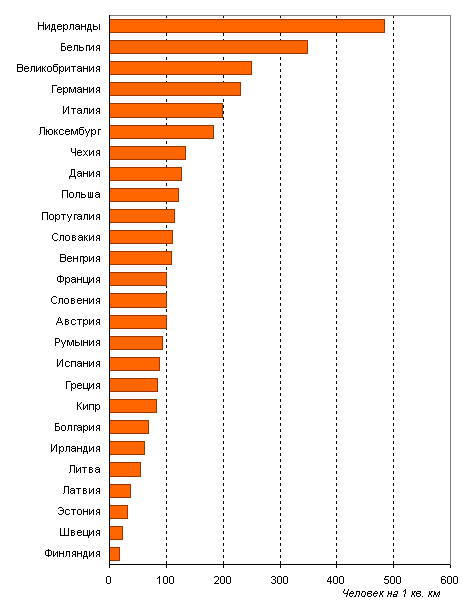 Нидерланды
Бельгия
Великобритания
Германия
Италия
Люксембург
Чехия
Дания
Польша
Португалия
Словакия
Венгрия
Франция
Словения
Австрия
Румыния
Испания
Греция
Кипр
Болгария
Ирландия
Литва
Латвия
Эстония
Швеция
Финляндия
0 100 200 300 400 500 600
Человек на 1 кв. км